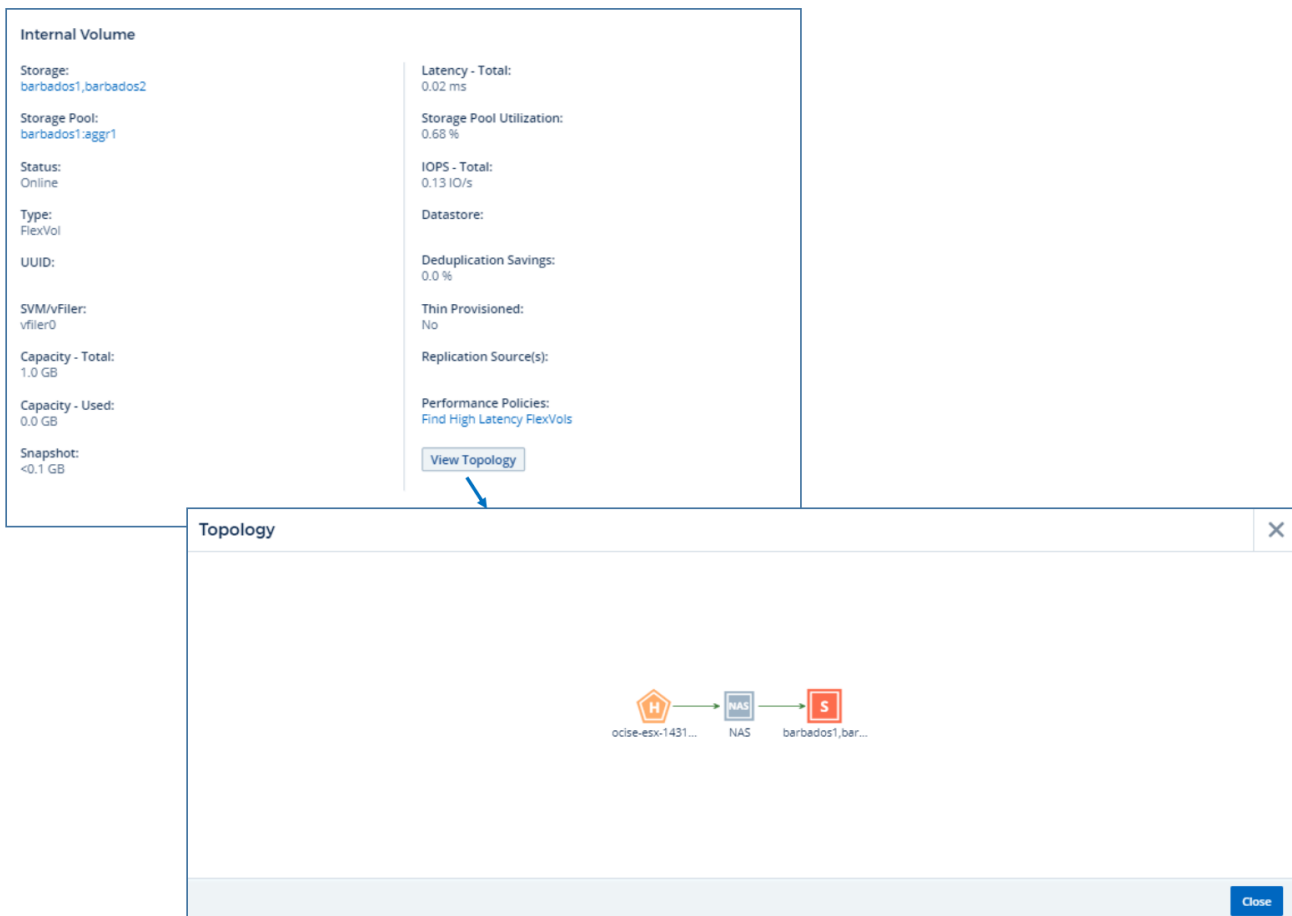 Internal Volume
Storage:
barbados1,barbados2
Storage Pool:
barbados1:aggr1
Status:
Online
Type:
FlexVol
UUID:
SVM/vFiler:
vfiler0
Capacity - Total:
1.0 GB
Capacity - Used:
0.0 GB
Snapshot:
<0.1 GB
Latency - Total:
0.02 ms
Storage Pool Utilization:
0.68 %
IOPS - Total:
0.13 IO/s
Datastore:
Deduplication Savings:
0.0 %
Thin Provisioned:
No
Replication Source(s):
Performance Policies:
Find High Latency FlexVols
View Topology
Topology
H
NAS
S
ocise-esx-1431...
NAS
barbados1,bar...
Close